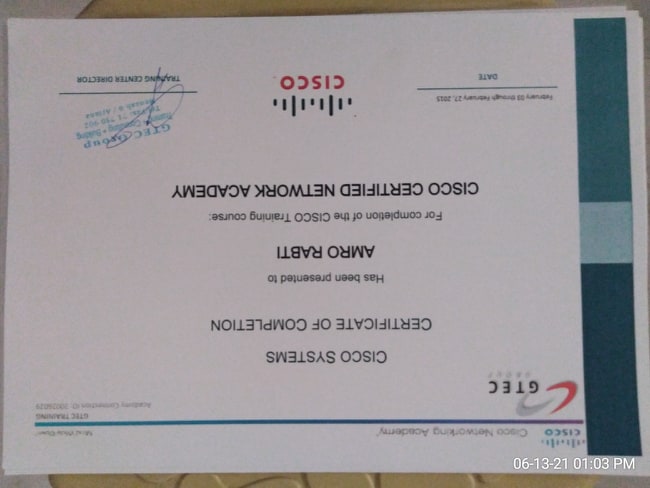 06-13-21 01:03 PM
CISCO Cisco Networking Academy
Mind Wide Open
GTEC TRAINING
Academy Connection ID:
GTEC
GROUP
CISCO SYSTEMS
CERTIFICATE OF COMPLETION
Has been presented to
AMRO RABTI
For completion of the CISCO Training course:
CISCO CERTIFIED NETWORK ACADEMY
GTEC Group
Training • Consulting • Building
February 03 through February 27, 2015
DATE
CISCO
TRAINING CENTER DIRECTOR